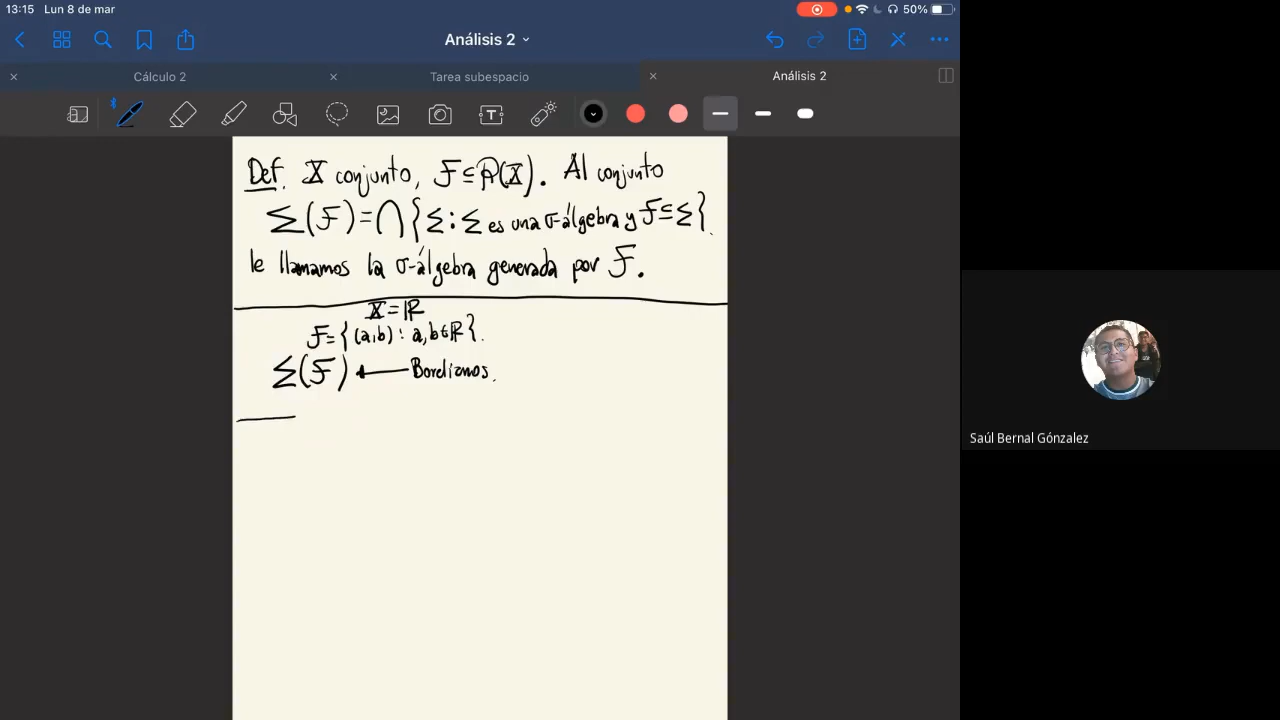 13:15 Lun 8 de mar
50%
Análisis 2
Cálculo 2
Tarea subespacio
Análisis 2
Def. X conjunto, F ⊆ P(X). Al conjunto
Σ(F) = ∩ { Σ : Σ es una σ-álgebra y F ⊆ Σ }.
le llamamos la σ-álgebra generada por F.
X = ℝ
F = { (a,b) : a, b ∈ ℝ }.
Σ(F) ← Borelianos.
Saúl Bernal Gónzalez